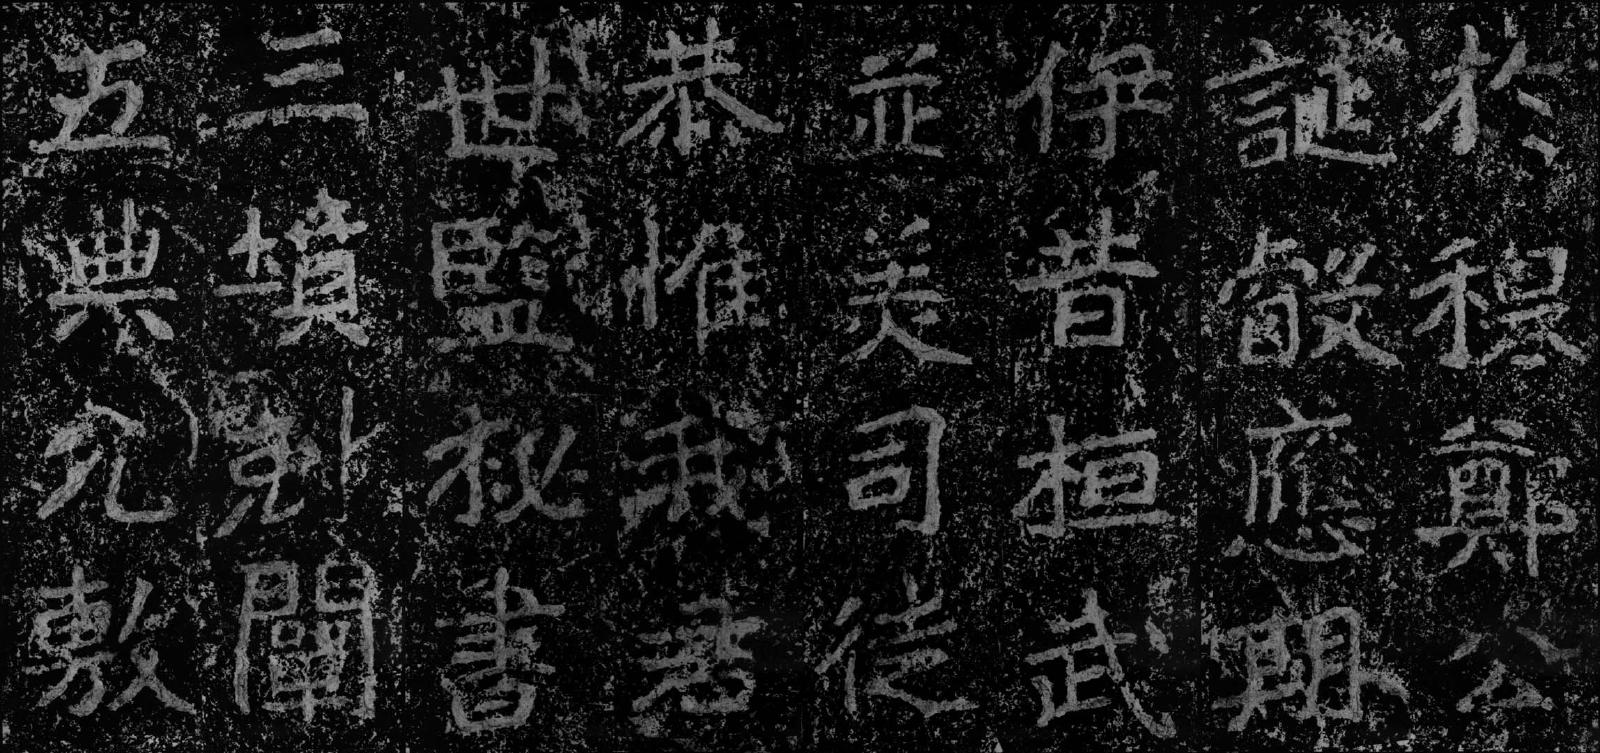 於穆鄭公
誕叡應期
伊昔桓武
並美司徒
恭惟我君
世監秘書
三墳剖闡
五典允敷